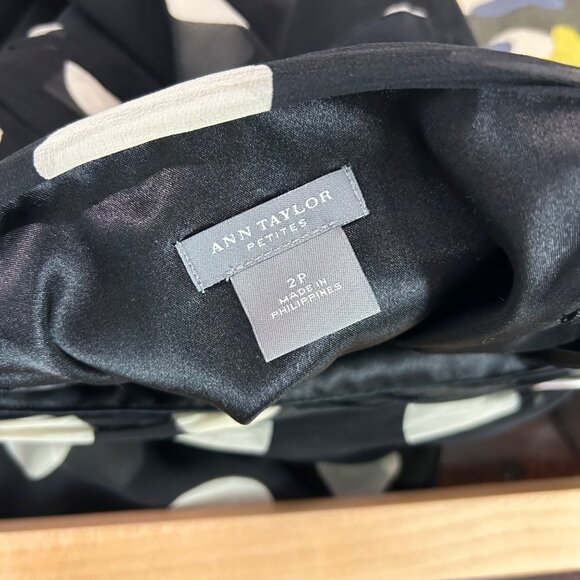 ANN TAYLOR
PETITES
2P
MADE IN
PHILIPPINES